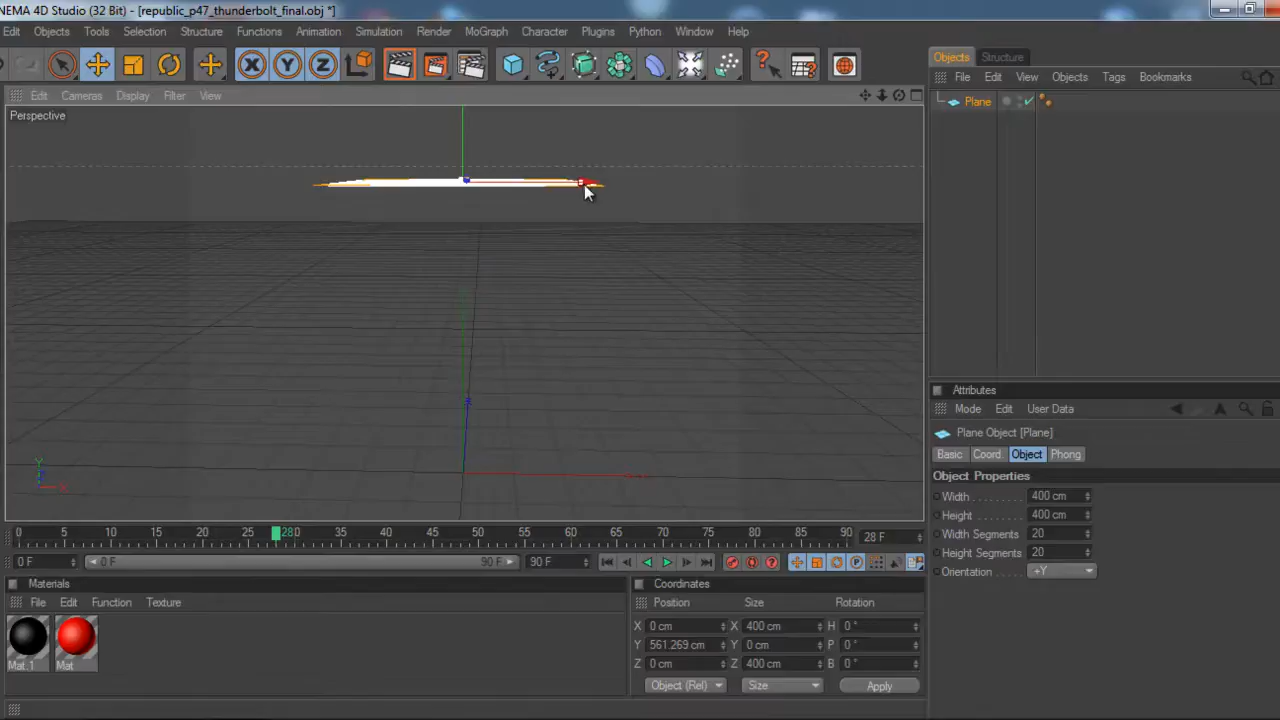 NEMA 4D Studio (32 Bit) - [republic_p47_thunderbolt_final.obj *]
Edit Objects Tools Selection Structure Functions Animation Simulation Render MoGraph Character Plugins Python Window Help
X Y Z
Edit Cameras Display Filter View
Perspective
Y
X
0 5 10 15 20 25 28 30 35 40 45 50 55 60 65 70 75 80 85 90 28 F
0 F 0 F 90 F 90 F
Materials
File Edit Function Texture
Mat.1 Mat
Coordinates
Position Size Rotation
X 0 cm X 400 cm H 0 °
Y 561.269 cm Y 0 cm P 0 °
Z 0 cm Z 400 cm B 0 °
Object (Rel) Size Apply
Objects Structure
File Edit View Objects Tags Bookmarks
Plane
Attributes
Mode Edit User Data
Plane Object [Plane]
Basic Coord. Object Phong
Object Properties
Width 400 cm
Height 400 cm
Width Segments 20
Height Segments 20
Orientation +Y